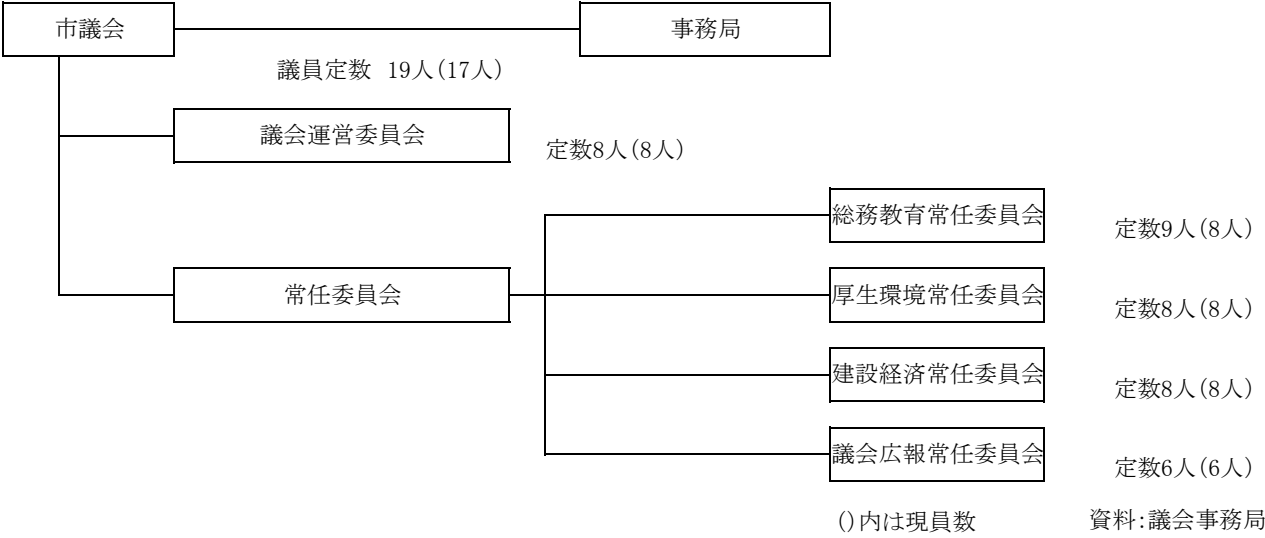 市議会
事務局
議員定数 19人(17人)
議会運営委員会
定数8人(8人)
総務教育常任委員会
定数9人(8人)
常任委員会
厚生環境常任委員会
定数8人(8人)
建設経済常任委員会
定数8人(8人)
議会広報常任委員会
定数6人(6人)
()内は現員数
資料:議会事務局